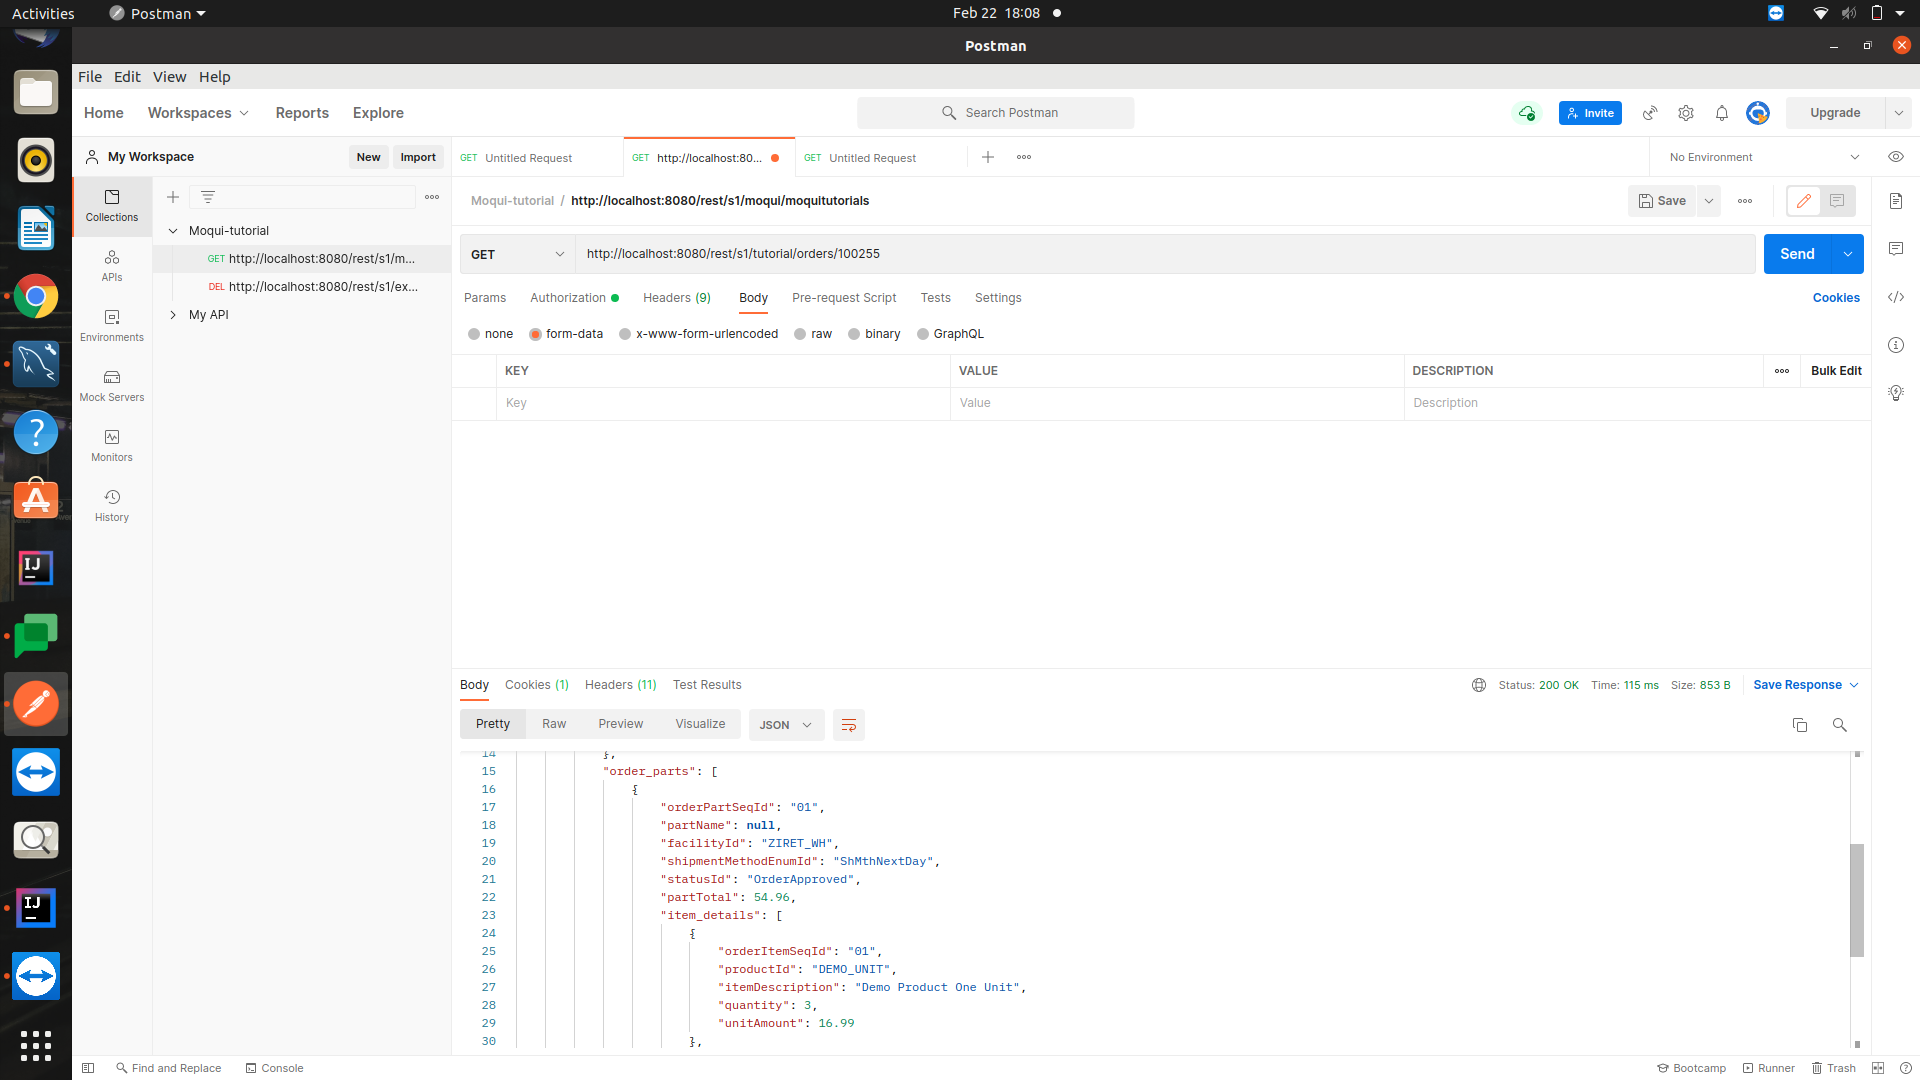 Activities
Postman
Feb 22 18:08
Postman
File Edit View Help
Home
Workspaces
Reports
Explore
Search Postman
Invite
Upgrade
My Workspace
New
Import
GET Untitled Request
GET http://localhost:80...
GET Untitled Request
No Environment
Collections
APIs
Environments
Mock Servers
Monitors
History
Moqui-tutorial
GET http://localhost:8080/rest/s1/m...
DEL http://localhost:8080/rest/s1/ex...
My API
Moqui-tutorial / http://localhost:8080/rest/s1/moqui/moquitutorials
Save
GET
http://localhost:8080/rest/s1/tutorial/orders/100255
Send
Params
Authorization
Headers (9)
Body
Pre-request Script
Tests
Settings
Cookies
none
form-data
x-www-form-urlencoded
raw
binary
GraphQL
KEY
VALUE
DESCRIPTION
Bulk Edit
Key
Value
Description
Body
Cookies (1)
Headers (11)
Test Results
Status: 200 OK
Time: 115 ms
Size: 853 B
Save Response
Pretty
Raw
Preview
Visualize
JSON
14 },
15 "order_parts": [
16 {
17 "orderPartSeqId": "01",
18 "partName": null,
19 "facilityId": "ZIRET_WH",
20 "shipmentMethodEnumId": "ShMthNextDay",
21 "statusId": "OrderApproved",
22 "partTotal": 54.96,
23 "item_details": [
24 {
25 "orderItemSeqId": "01",
26 "productId": "DEMO_UNIT",
27 "itemDescription": "Demo Product One Unit",
28 "quantity": 3,
29 "unitAmount": 16.99
30 },
Find and Replace
Console
Bootcamp
Runner
Trash
IJ
IJ